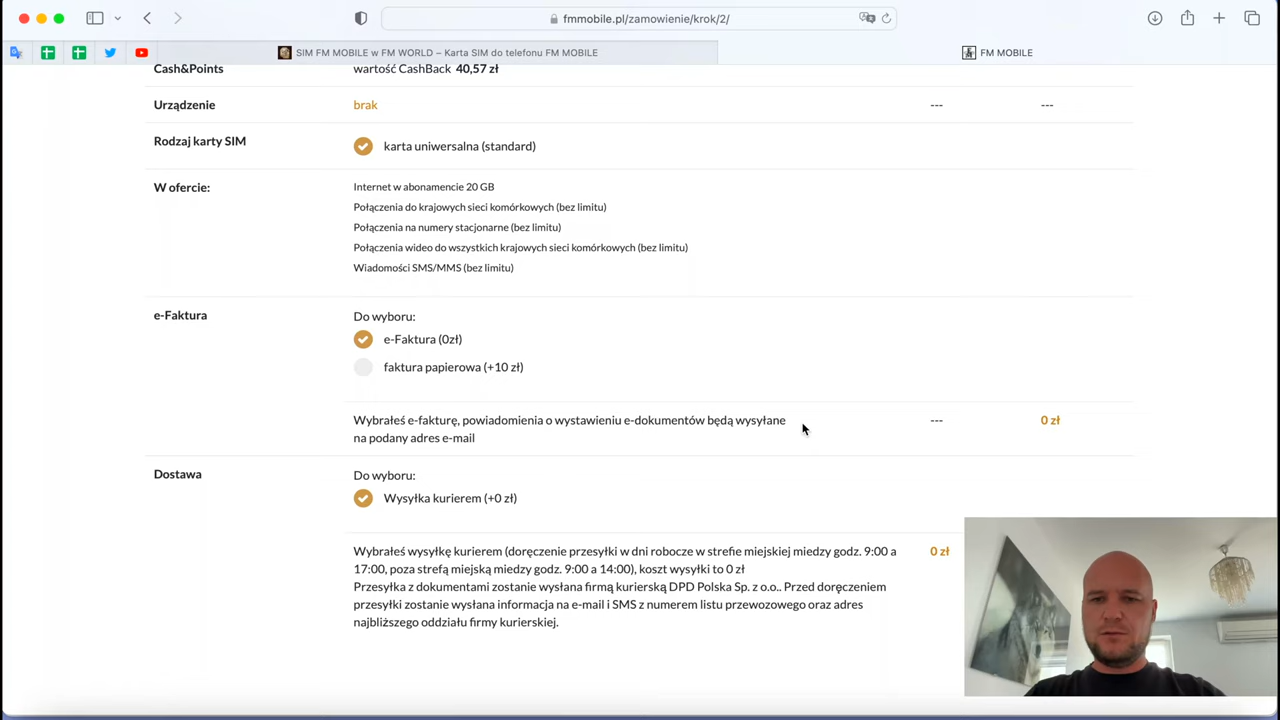 fmmobile.pl/zamowienie/krok/2/
SIM FM MOBILE w FM WORLD – Karta SIM do telefonu FM MOBILE
FM MOBILE
Cash&Points
wartość CashBack 40,57 zł
Urządzenie
brak
---
---
Rodzaj karty SIM
karta uniwersalna (standard)
W ofercie:
Internet w abonamencie 20 GB
Połączenia do krajowych sieci komórkowych (bez limitu)
Połączenia na numery stacjonarne (bez limitu)
Połączenia wideo do wszystkich krajowych sieci komórkowych (bez limitu)
Wiadomości SMS/MMS (bez limitu)
e-Faktura
Do wyboru:
e-Faktura (0zł)
faktura papierowa (+10 zł)
Wybrałeś e-fakturę, powiadomienia o wystawieniu e-dokumentów będą wysyłane
na podany adres e-mail
---
0 zł
Dostawa
Do wyboru:
Wysyłka kurierem (+0 zł)
Wybrałeś wysyłkę kurierem (doręczenie przesyłki w dni robocze w strefie miejskiej miedzy godz. 9:00 a
17:00, poza strefą miejską miedzy godz. 9:00 a 14:00), koszt wysyłki to 0 zł
Przesyłka z dokumentami zostanie wysłana firmą kurierską DPD Polska Sp. z o.o.. Przed doręczeniem
przesyłki zostanie wysłana informacja na e-mail i SMS z numerem listu przewozowego oraz adres
najbliższego oddziału firmy kurierskiej.
0 zł